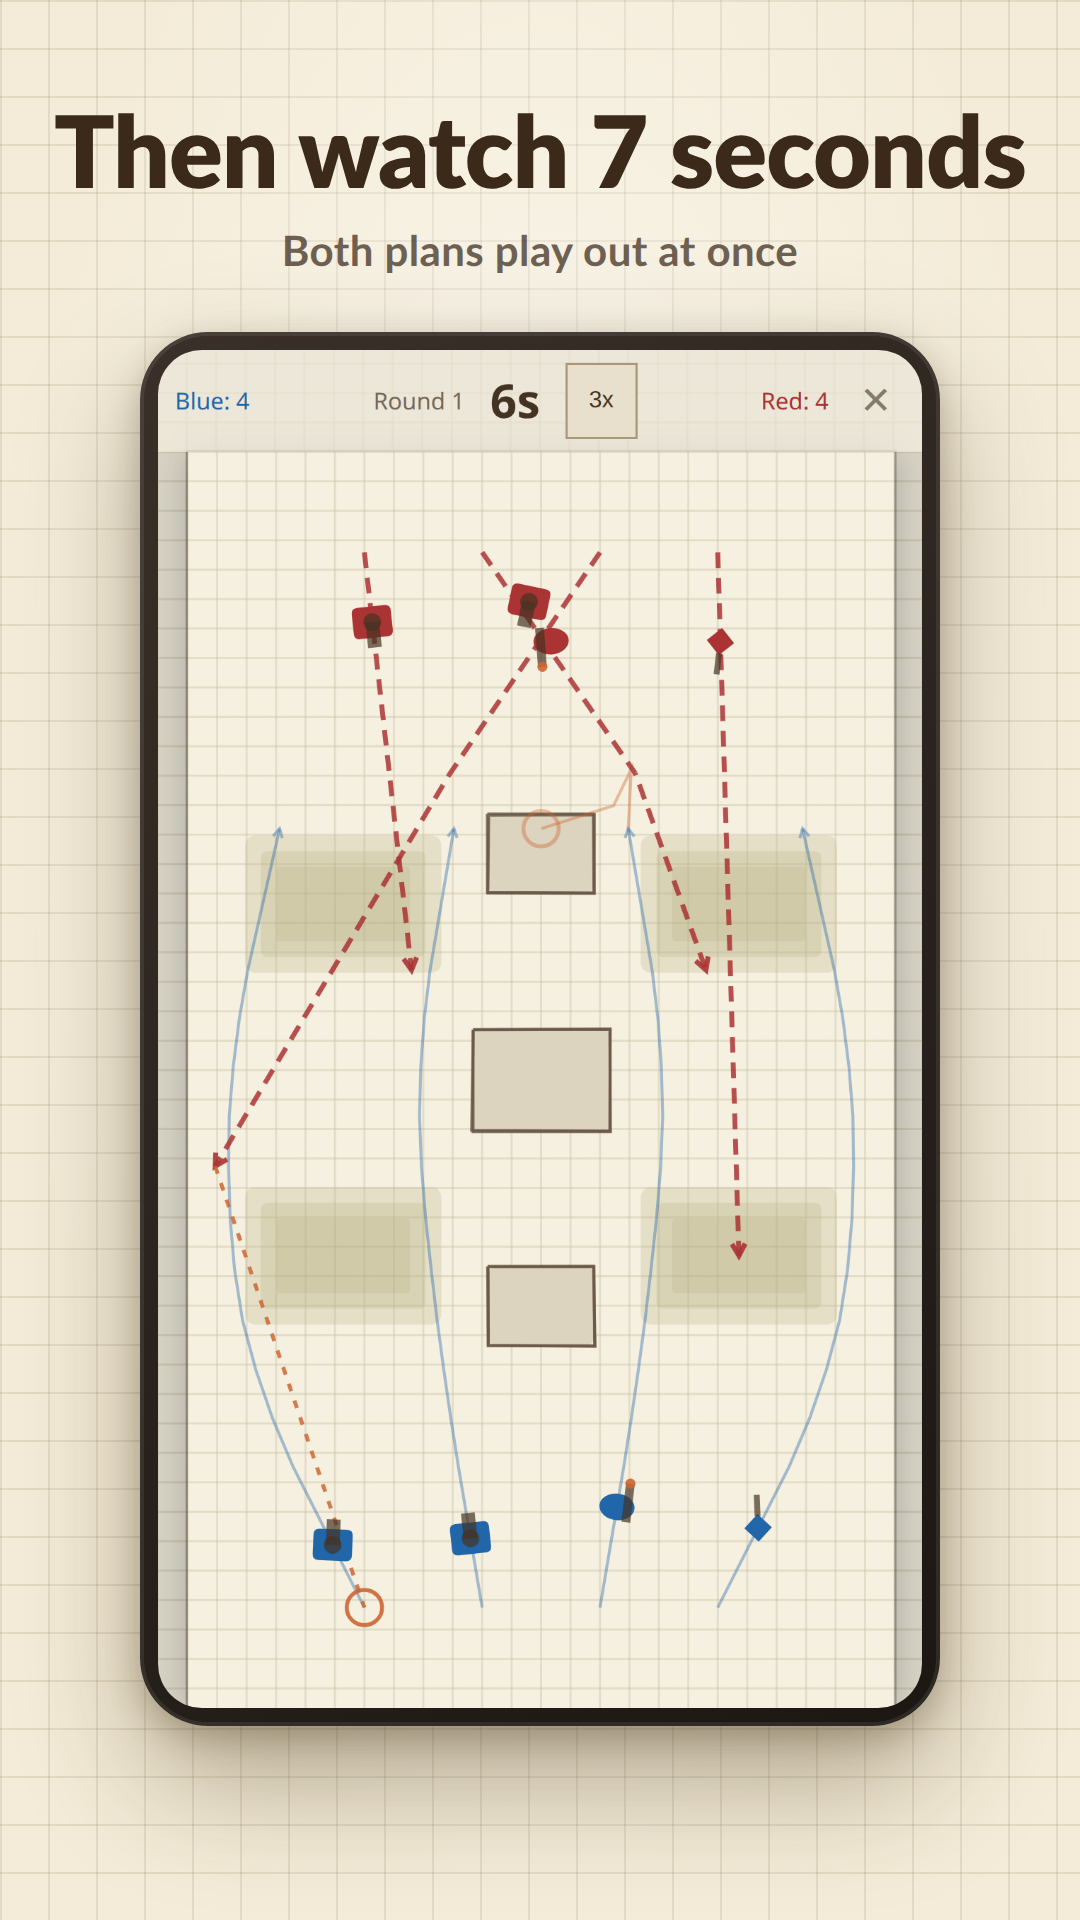 Then watch 7 seconds
Both plans play out at once
Blue: 4 Round 1 6s 3x Red: 4 ✕